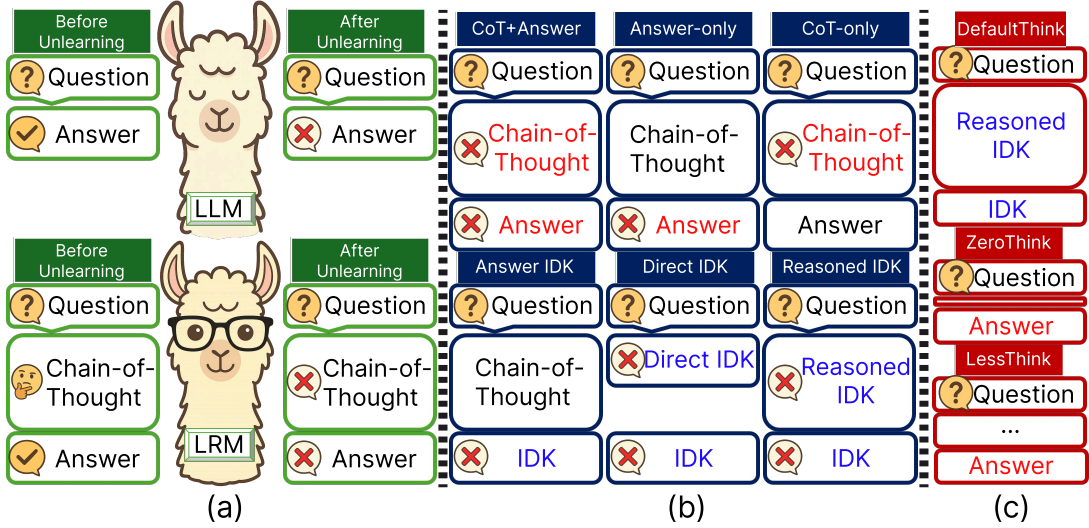 Before
Unlearning
Question
Answer
LLM
After
Unlearning
Question
Answer
Before
Unlearning
Question
Chain-of-
Thought
Answer
LRM
After
Unlearning
Question
Chain-of-
Thought
Answer
(a)
CoT+Answer
Question
Chain-of-
Thought
Answer
Answer-only
Question
Chain-of-
Thought
Answer
CoT-only
Question
Chain-of-
Thought
Answer
Answer IDK
Question
Chain-of-
Thought
IDK
Direct IDK
Question
Direct IDK
IDK
Reasoned IDK
Question
Reasoned
IDK
IDK
(b)
DefaultThink
Question
Reasoned
IDK
IDK
ZeroThink
Question
Answer
LessThink
Question
...
Answer
(c)